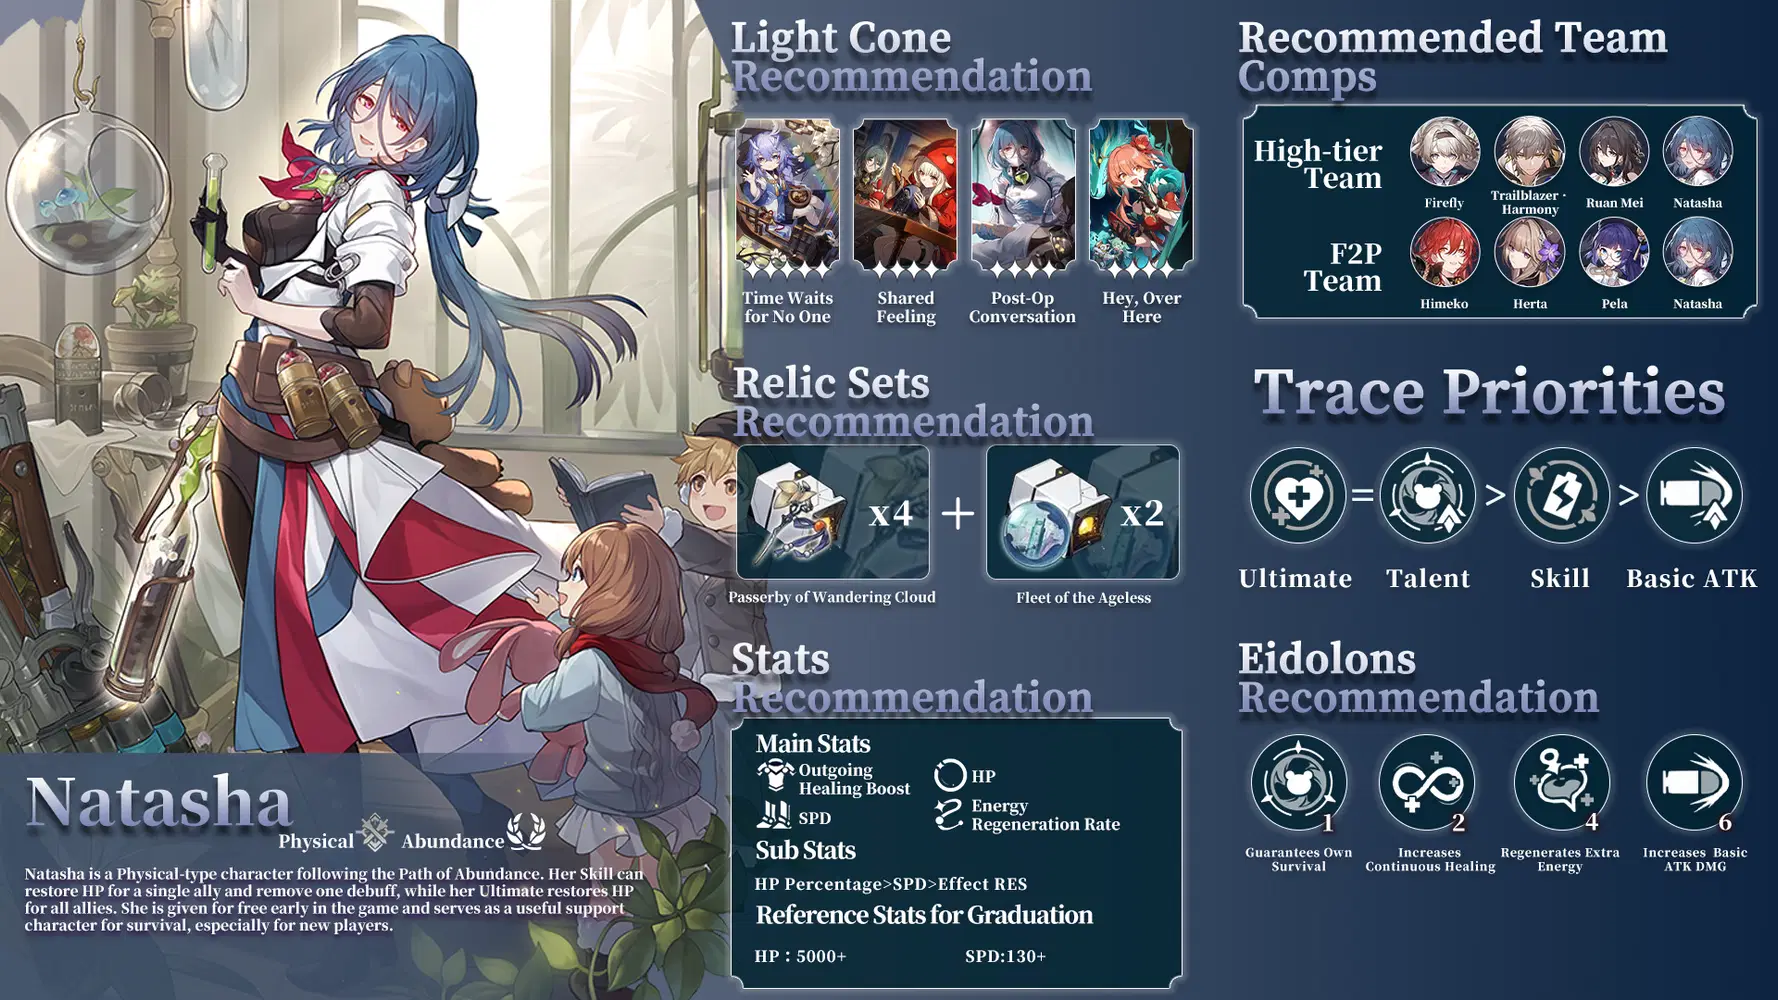 Natasha
Physical Abundance
Natasha is a Physical-type character following the Path of Abundance. Her Skill can
restore HP for a single ally and remove one debuff, while her Ultimate restores HP
for all allies. She is given for free early in the game and serves as a useful support
character for survival, especially for new players.
Light Cone
Recommendation
Time Waits
for No One
Shared
Feeling
Post-Op
Conversation
Hey, Over
Here
Relic Sets
Recommendation
x4 + x2
Passerby of Wandering Cloud
Fleet of the Ageless
Stats
Recommendation
Main Stats
Outgoing
Healing Boost
HP
SPD
Energy
Regeneration Rate
Sub Stats
HP Percentage>SPD>Effect RES
Reference Stats for Graduation
HP : 5000+
SPD:130+
Recommended Team
Comps
High-tier
Team
Firefly
Trailblazer ·
Harmony
Ruan Mei
Natasha
F2P
Team
Himeko
Herta
Pela
Natasha
Trace Priorities
= > >
Ultimate
Talent
Skill
Basic ATK
Eidolons
Recommendation
1
Guarantees Own
Survival
2
Increases
Continuous Healing
4
Regenerates Extra
Energy
6
Increases Basic
ATK DMG